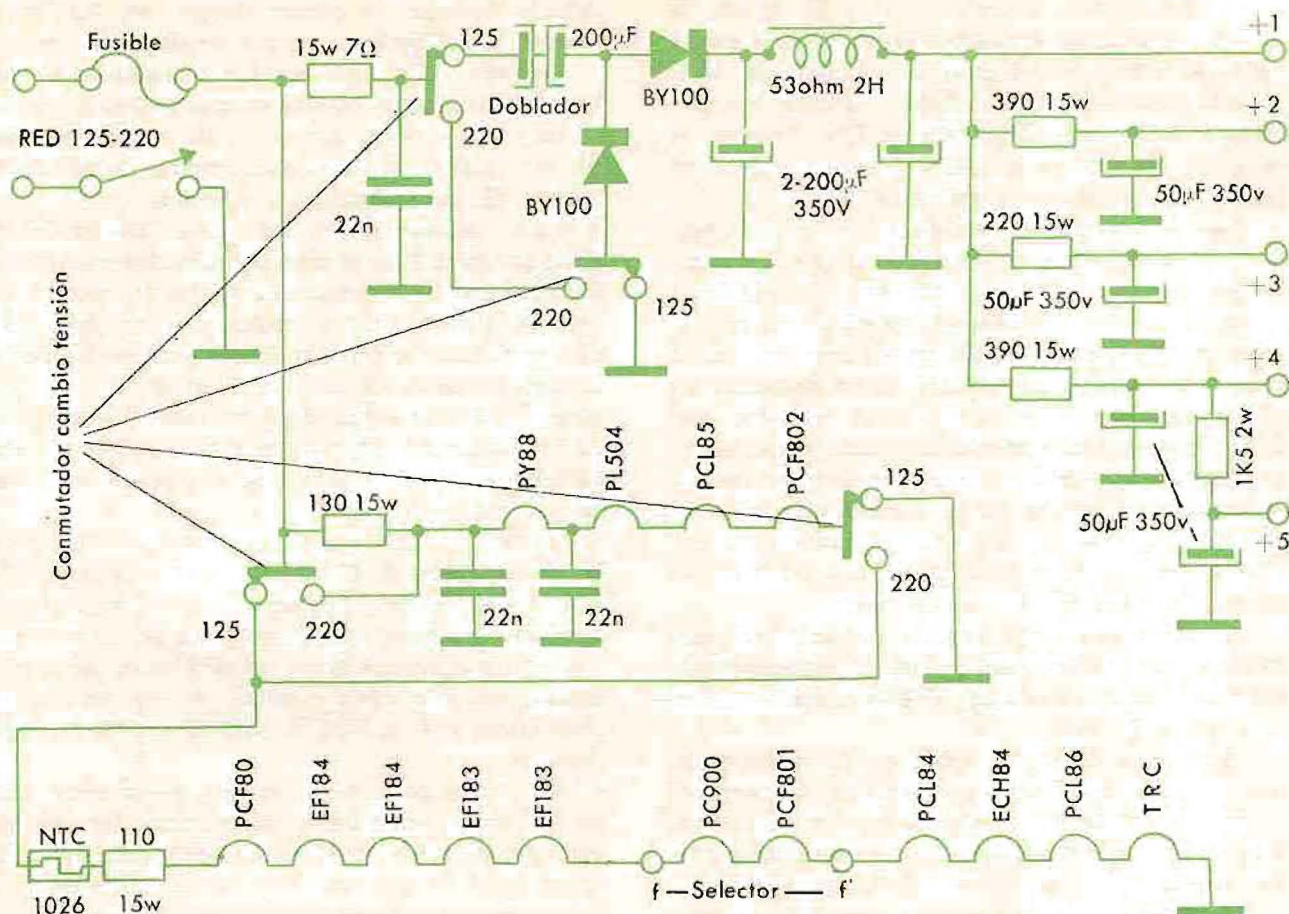 Fusible
15w 7Ω
125
200µF
+1
Doblador
BY100
53ohm 2H
390 15w
+2
RED 125-220
220
22n
BY100
2-200µF
350V
50µF 350v
220 15w
+3
220
125
50µF 350v
390 15w
+4
Conmutador cambio tensión
PY88
PL504
PCL85
PCF802
125
1K5 2w
130 15w
50µF 350v
+5
125
220
22n
22n
220
PCF80
EF184
EF184
EF183
EF183
PC900
PCF801
PCL84
ECH84
PCL86
TRC
NTC
110
1026
15w
f — Selector — f'